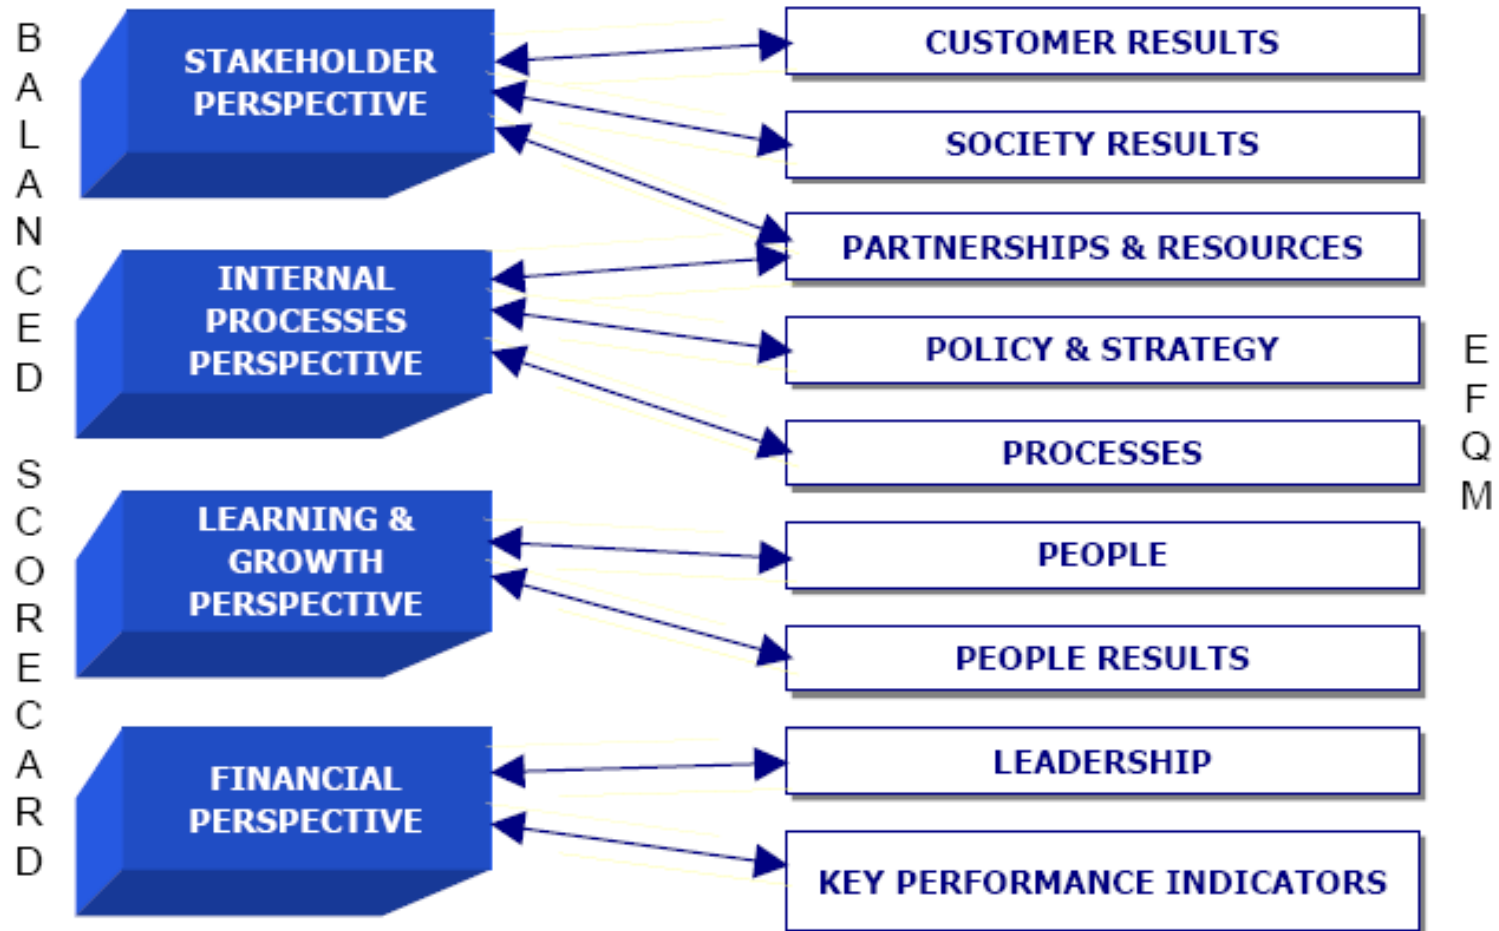 BALANCED SCORECARD
STAKEHOLDER
PERSPECTIVE
INTERNAL
PROCESSES
PERSPECTIVE
LEARNING &
GROWTH
PERSPECTIVE
FINANCIAL
PERSPECTIVE
CUSTOMER RESULTS
SOCIETY RESULTS
PARTNERSHIPS & RESOURCES
POLICY & STRATEGY
PROCESSES
PEOPLE
PEOPLE RESULTS
LEADERSHIP
KEY PERFORMANCE INDICATORS
EFQM